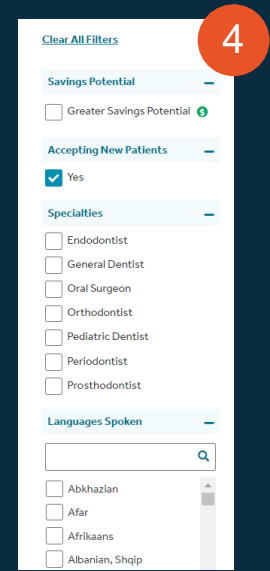 4
Clear All Filters
Savings Potential
Greater Savings Potential $
Accepting New Patients
Yes
Specialties
Endodontist
General Dentist
Oral Surgeon
Orthodontist
Pediatric Dentist
Periodontist
Prosthodontist
Languages Spoken
Abkhazian
Afar
Afrikaans
Albanian, Shqip